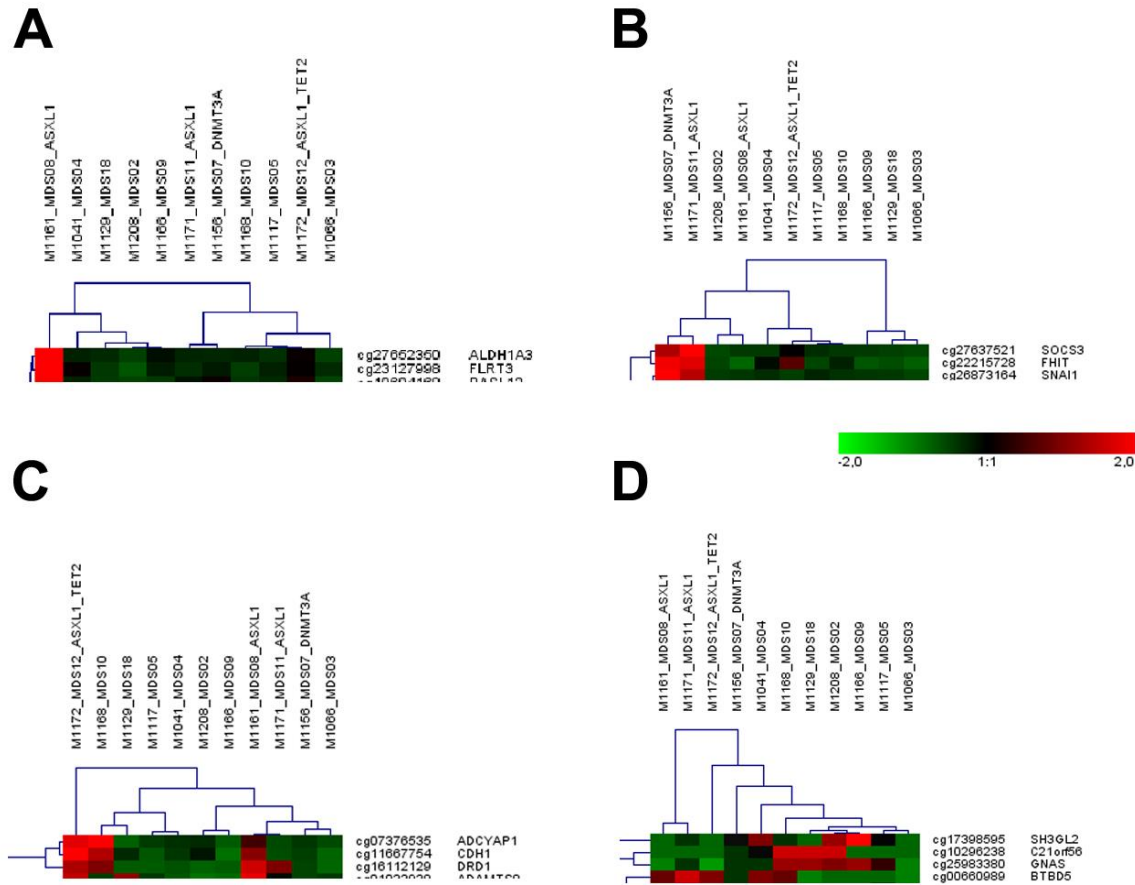 A
M1161_MDS08_ASXL1
M1041_MDS04
M1129_MDS18
M1208_MDS02
M1166_MDS09
M1171_MDS11_ASXL1
M1156_MDS07_DNMT3A
M1168_MDS10
M1117_MDS05
M1172_MDS12_ASXL1_TET2
M1066_MDS03
cg27652350 ALDH1A3
cg23127998 FLRT3
B
M1156_MDS07_DNMT3A
M1171_MDS11_ASXL1
M1208_MDS02
M1161_MDS08_ASXL1
M1041_MDS04
M1172_MDS12_ASXL1_TET2
M1117_MDS05
M1168_MDS10
M1166_MDS09
M1129_MDS18
M1066_MDS03
cg27637521 SOCS3
cg22215728 FHIT
cg26873164 SNAI1
-2,0 1:1 2,0
C
M1172_MDS12_ASXL1_TET2
M1168_MDS10
M1129_MDS18
M1117_MDS05
M1041_MDS04
M1208_MDS02
M1166_MDS09
M1161_MDS08_ASXL1
M1171_MDS11_ASXL1
M1156_MDS07_DNMT3A
M1066_MDS03
cg07376535 ADCYAP1
cg11667754 CDH1
cg16112129 DRD1
D
M1161_MDS08_ASXL1
M1171_MDS11_ASXL1
M1172_MDS12_ASXL1_TET2
M1156_MDS07_DNMT3A
M1041_MDS04
M1168_MDS10
M1129_MDS18
M1208_MDS02
M1166_MDS09
M1117_MDS05
M1066_MDS03
cg17398595 SH3GL2
cg10296238 C21orf56
cg25983380 GNAS
cg00660989 BTBD5